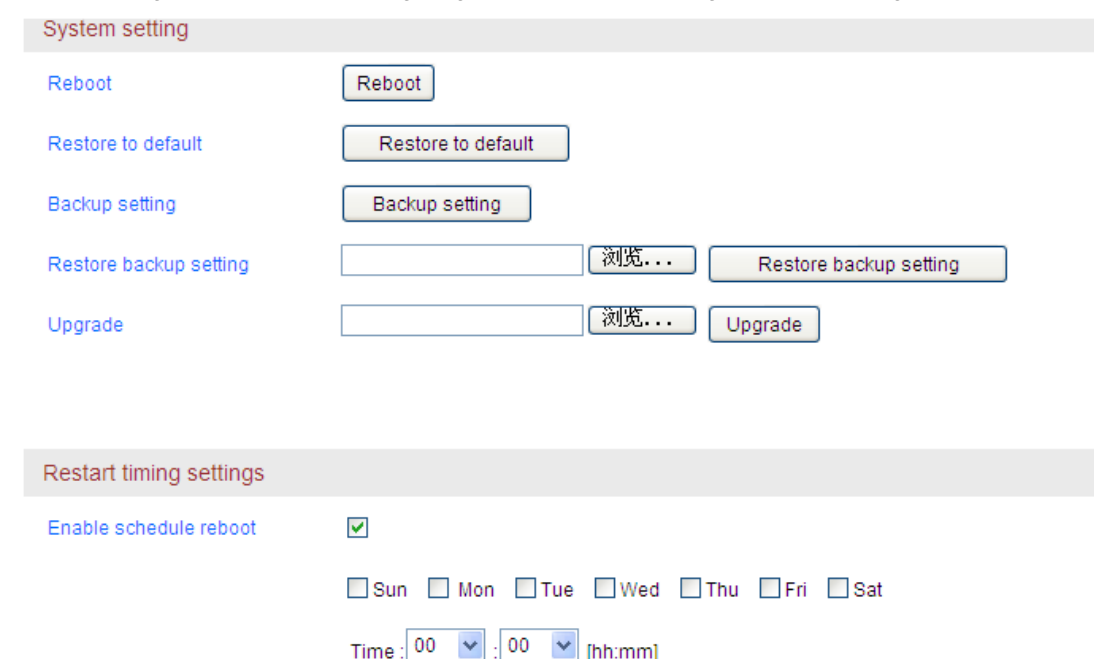 System setting
Reboot Reboot
Restore to default Restore to default
Backup setting Backup setting
Restore backup setting 浏览... Restore backup setting
Upgrade 浏览... Upgrade
Restart timing settings
Enable schedule reboot
Sun Mon Tue Wed Thu Fri Sat
Time : 00 : 00 [hh:mm]